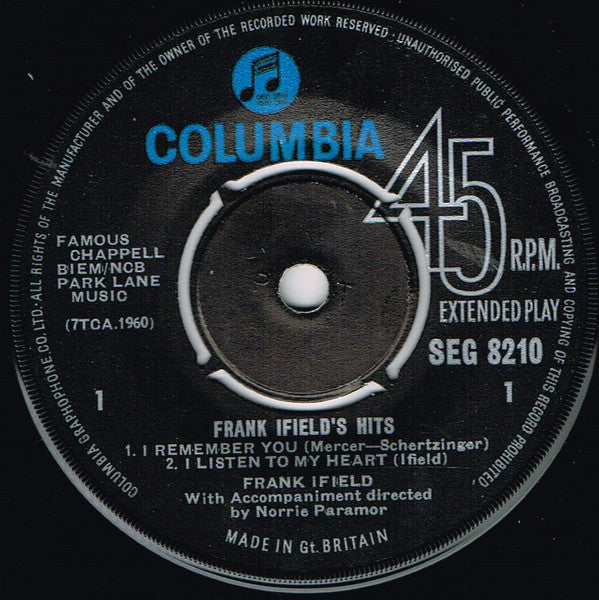 COLUMBIA GRAPHOPHONE CO. LTD.·ALL RIGHTS OF THE MANUFACTURER AND OF THE OWNER OF THE RECORDED WORK RESERVED·UNAUTHORISED PUBLIC PERFORMANCE BROADCASTING AND COPYING OF THIS RECORD PROHIBITED.
COLUMBIA
45
R.P.M.
EXTENDED PLAY
FAMOUS
CHAPPELL
BIEM/NCB
PARK LANE
MUSIC
(7TCA.1960)
SEG 8210
1
1
FRANK IFIELD'S HITS
1. I REMEMBER YOU (Mercer—Schertzinger)
2. I LISTEN TO MY HEART (Ifield)
FRANK IFIELD
With Accompaniment directed
by Norrie Paramor
MADE IN Gt. BRITAIN